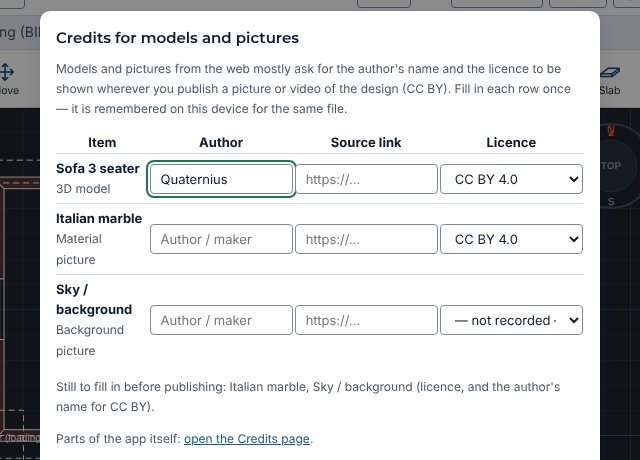 ng (BI
Credits for models and pictures
Models and pictures from the web mostly ask for the author's name and the licence to be
shown wherever you publish a picture or video of the design (CC BY). Fill in each row once
— it is remembered on this device for the same file.
Item Author Source link Licence
Sofa 3 seater
3D model
Quaternius https://... CC BY 4.0
Italian marble
Material
picture
Author / maker https://... CC BY 4.0
Sky /
background
Background
picture
Author / maker https://... — not recorded ·
Still to fill in before publishing: Italian marble, Sky / background (licence, and the author's
name for CC BY).
Parts of the app itself: open the Credits page.
ove
Slab
N
TOP
S
(loading